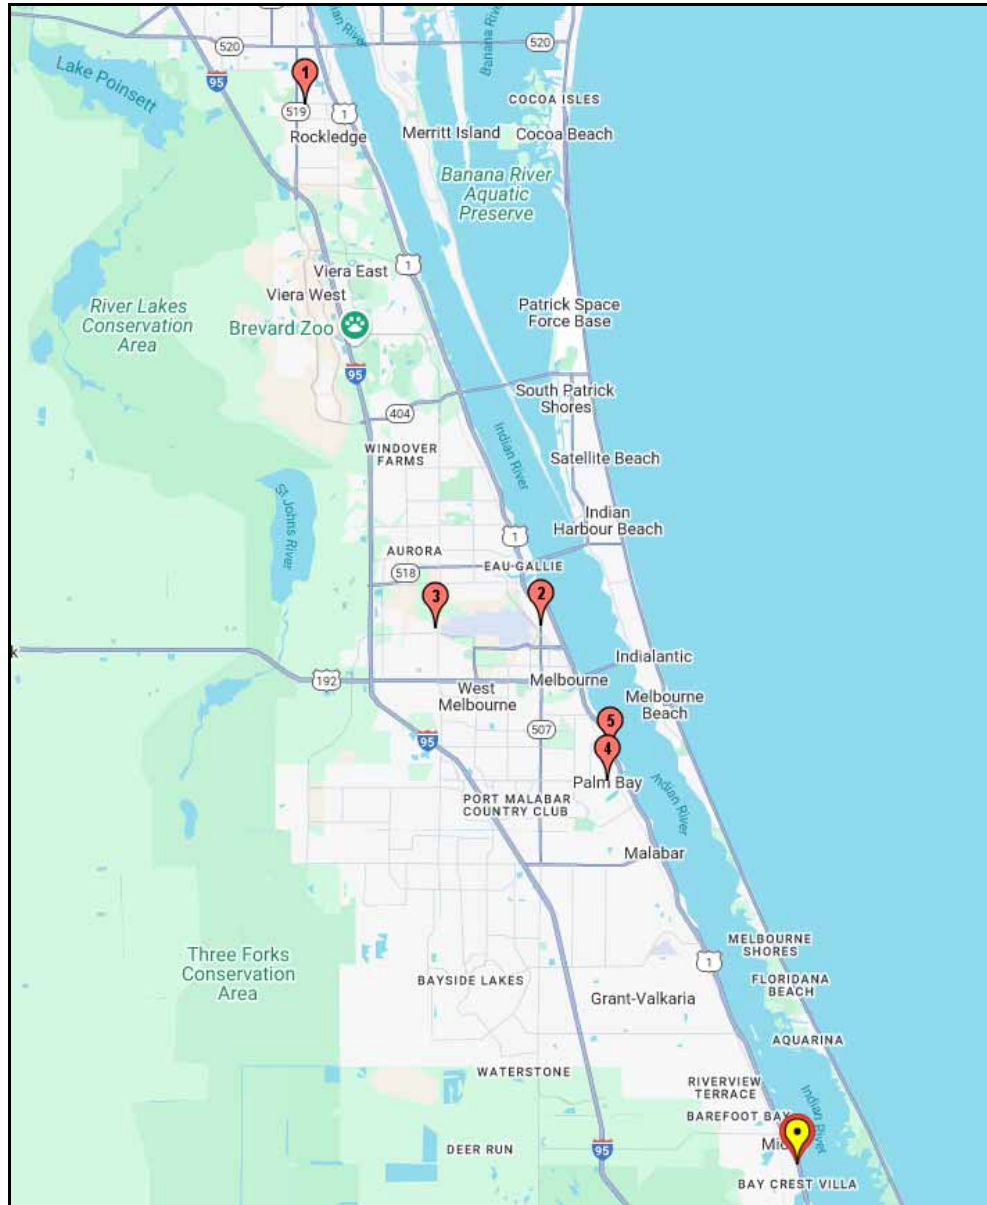 Indian River
Banana River
520
520
95
Lake Poinsett
1
519
1
Rockledge
COCOA ISLES
Merritt Island
Cocoa Beach
Banana River
Aquatic
Preserve
1
Viera East
Viera West
River Lakes
Conservation
Area
Brevard Zoo
Patrick Space
Force Base
95
404
South Patrick
Shores
WINDOVER
FARMS
Indian River
Satellite Beach
St Johns River
Indian
Harbour Beach
1
AURORA
518
EAU GALLIE
3
2
k
192
Indialantic
West
Melbourne
Melbourne
Melbourne
Beach
95
507
5
4
Palm Bay
Indian River
PORT MALABAR
COUNTRY CLUB
Malabar
MELBOURNE
SHORES
Three Forks
Conservation
Area
1
BAYSIDE LAKES
FLORIDANA
BEACH
Grant-Valkaria
AQUARINA
WATERSTONE
RIVERVIEW
TERRACE
Indian River
BAREFOOT BAY
DEER RUN
95
Mic
BAY CREST VILLA